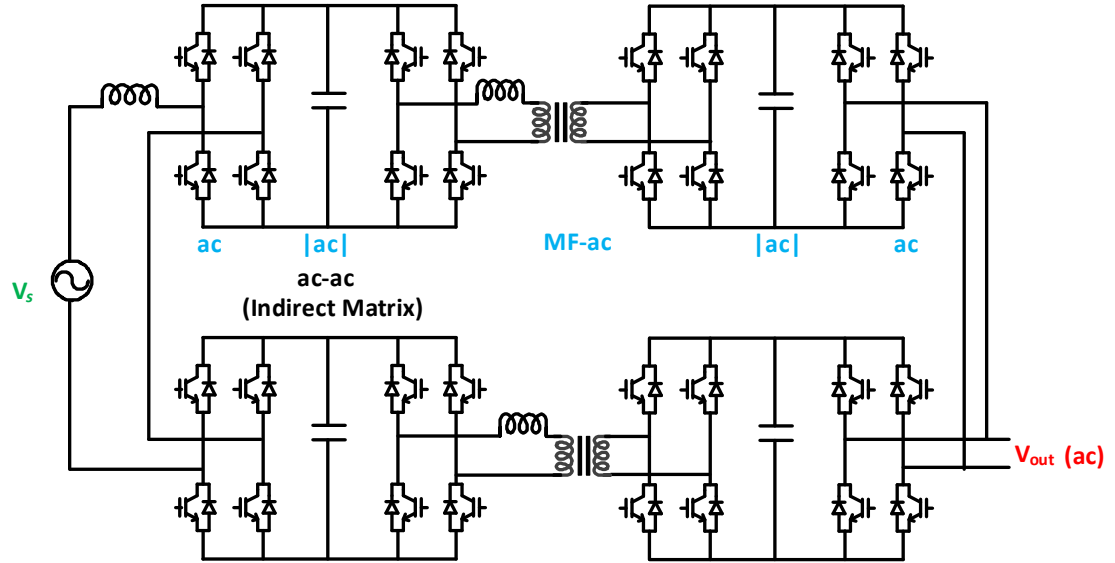 ac
|ac|
MF-ac
|ac|
ac
ac-ac
(Indirect Matrix)
Vs
Vout (ac)